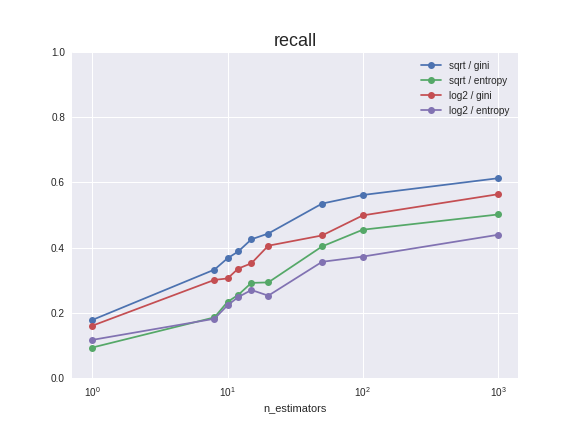 recall
1.0
0.8
0.6
0.4
0.2
0.0
sqrt / gini
sqrt / entropy
log2 / gini
log2 / entropy
10⁰ 10¹ 10² 10³
n_estimators